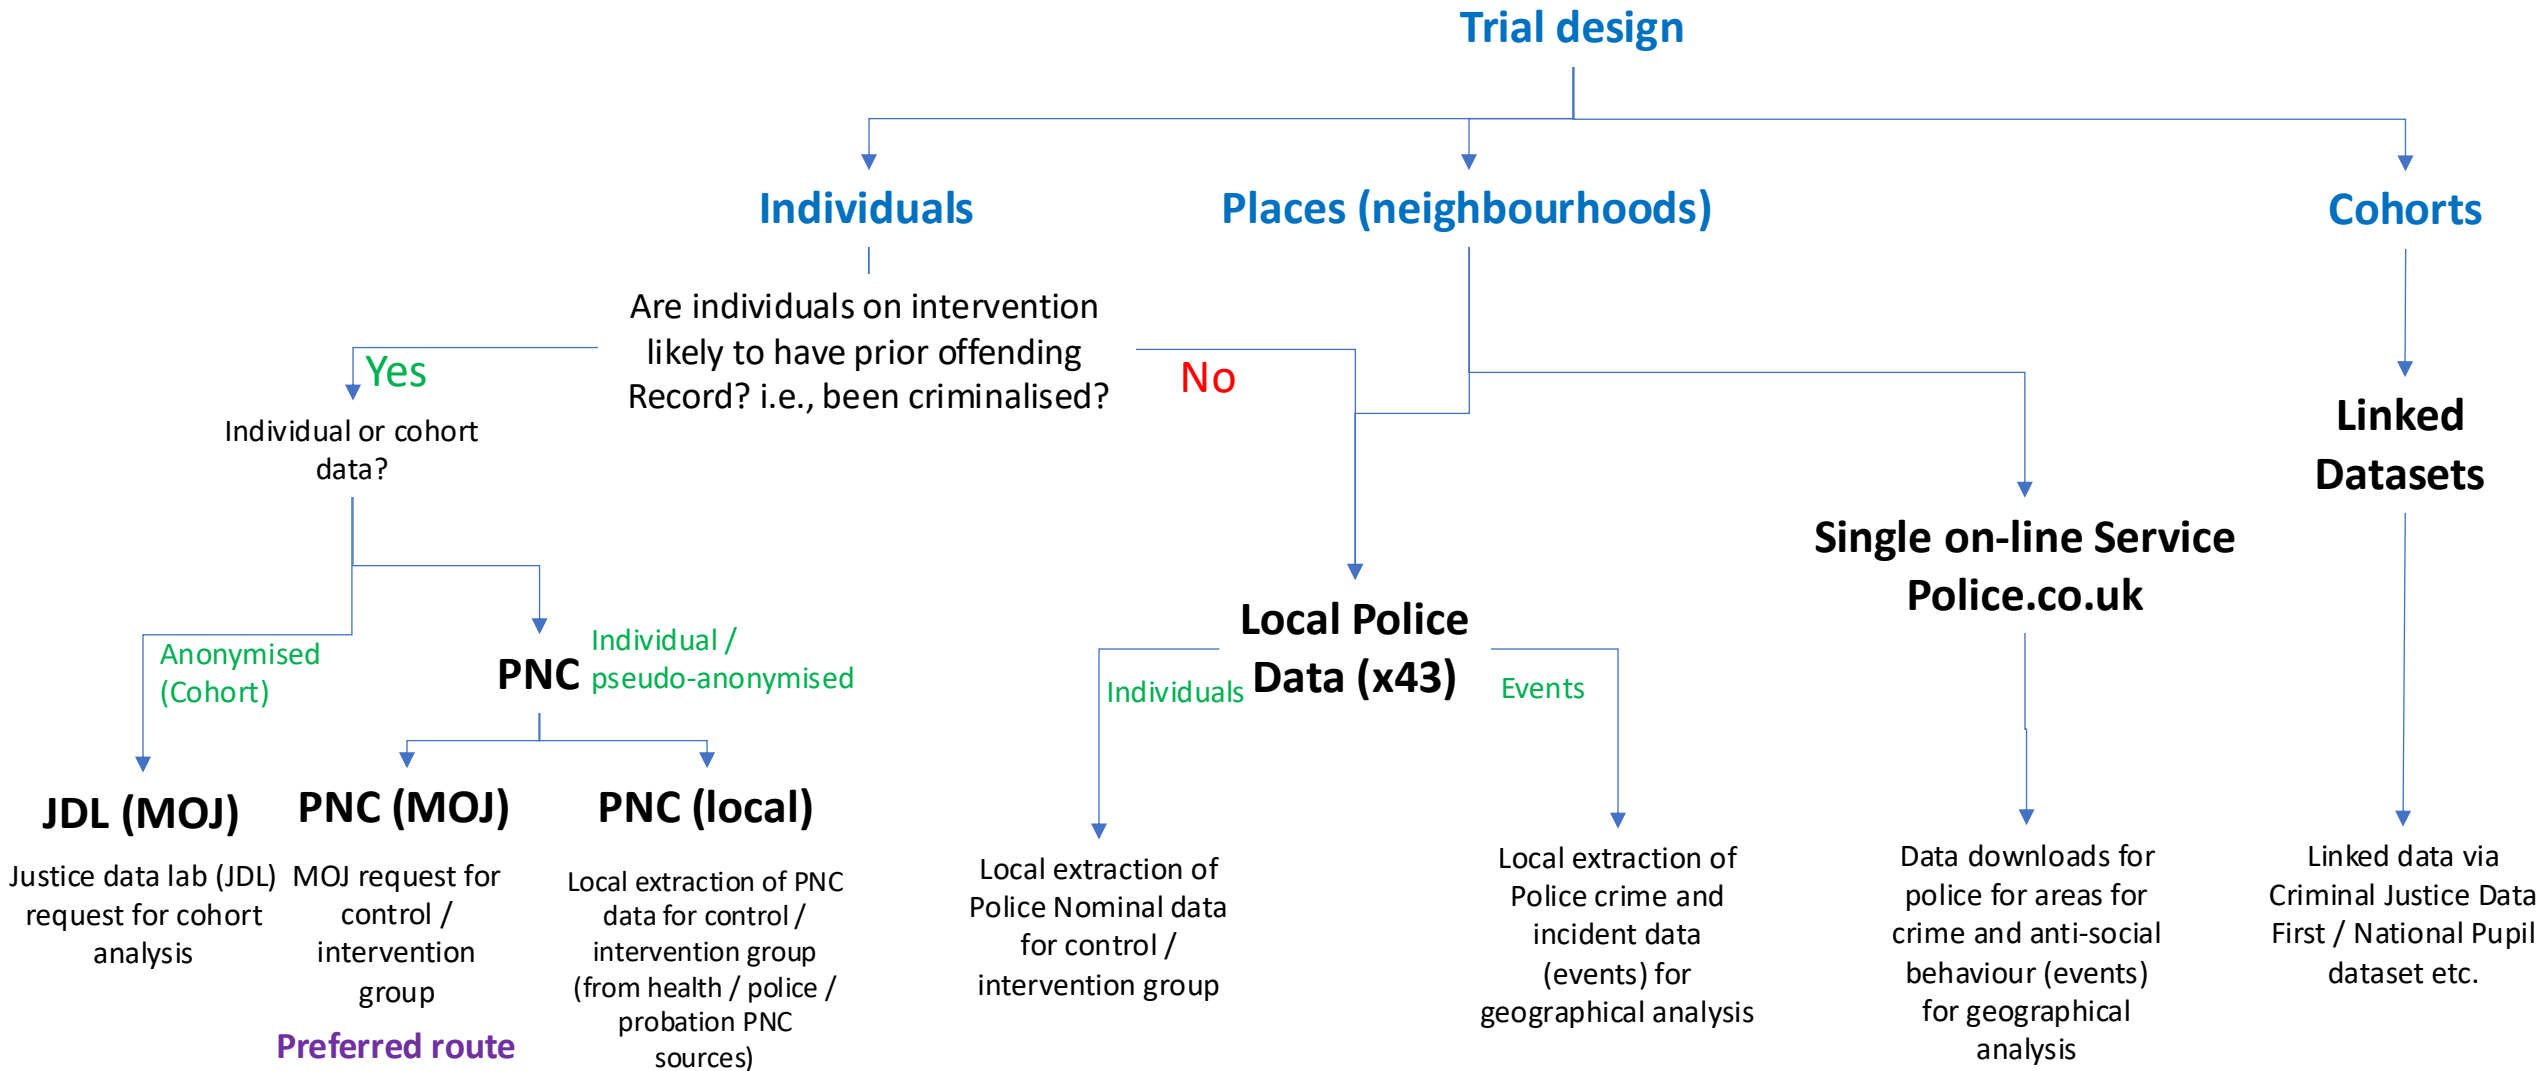 Trial design
Individuals
Places (neighbourhoods)
Cohorts
Are individuals on intervention
likely to have prior offending
Record? i.e., been criminalised?
Yes
No
Individual or cohort
data?
Linked
Datasets
Single on-line Service
Police.co.uk
Local Police
Data (x43)
Individuals
Events
Anonymised
(Cohort)
PNC
Individual /
pseudo-anonymised
JDL (MOJ)
Justice data lab (JDL)
request for cohort
analysis
PNC (MOJ)
MOJ request for
control /
intervention
group
Preferred route
PNC (local)
Local extraction of PNC
data for control /
intervention group
(from health / police /
probation PNC
sources)
Local extraction of
Police Nominal data
for control /
intervention group
Local extraction of
Police crime and
incident data
(events) for
geographical analysis
Data downloads for
police for areas for
crime and anti-social
behaviour (events)
for geographical
analysis
Linked data via
Criminal Justice Data
First / National Pupil
dataset etc.